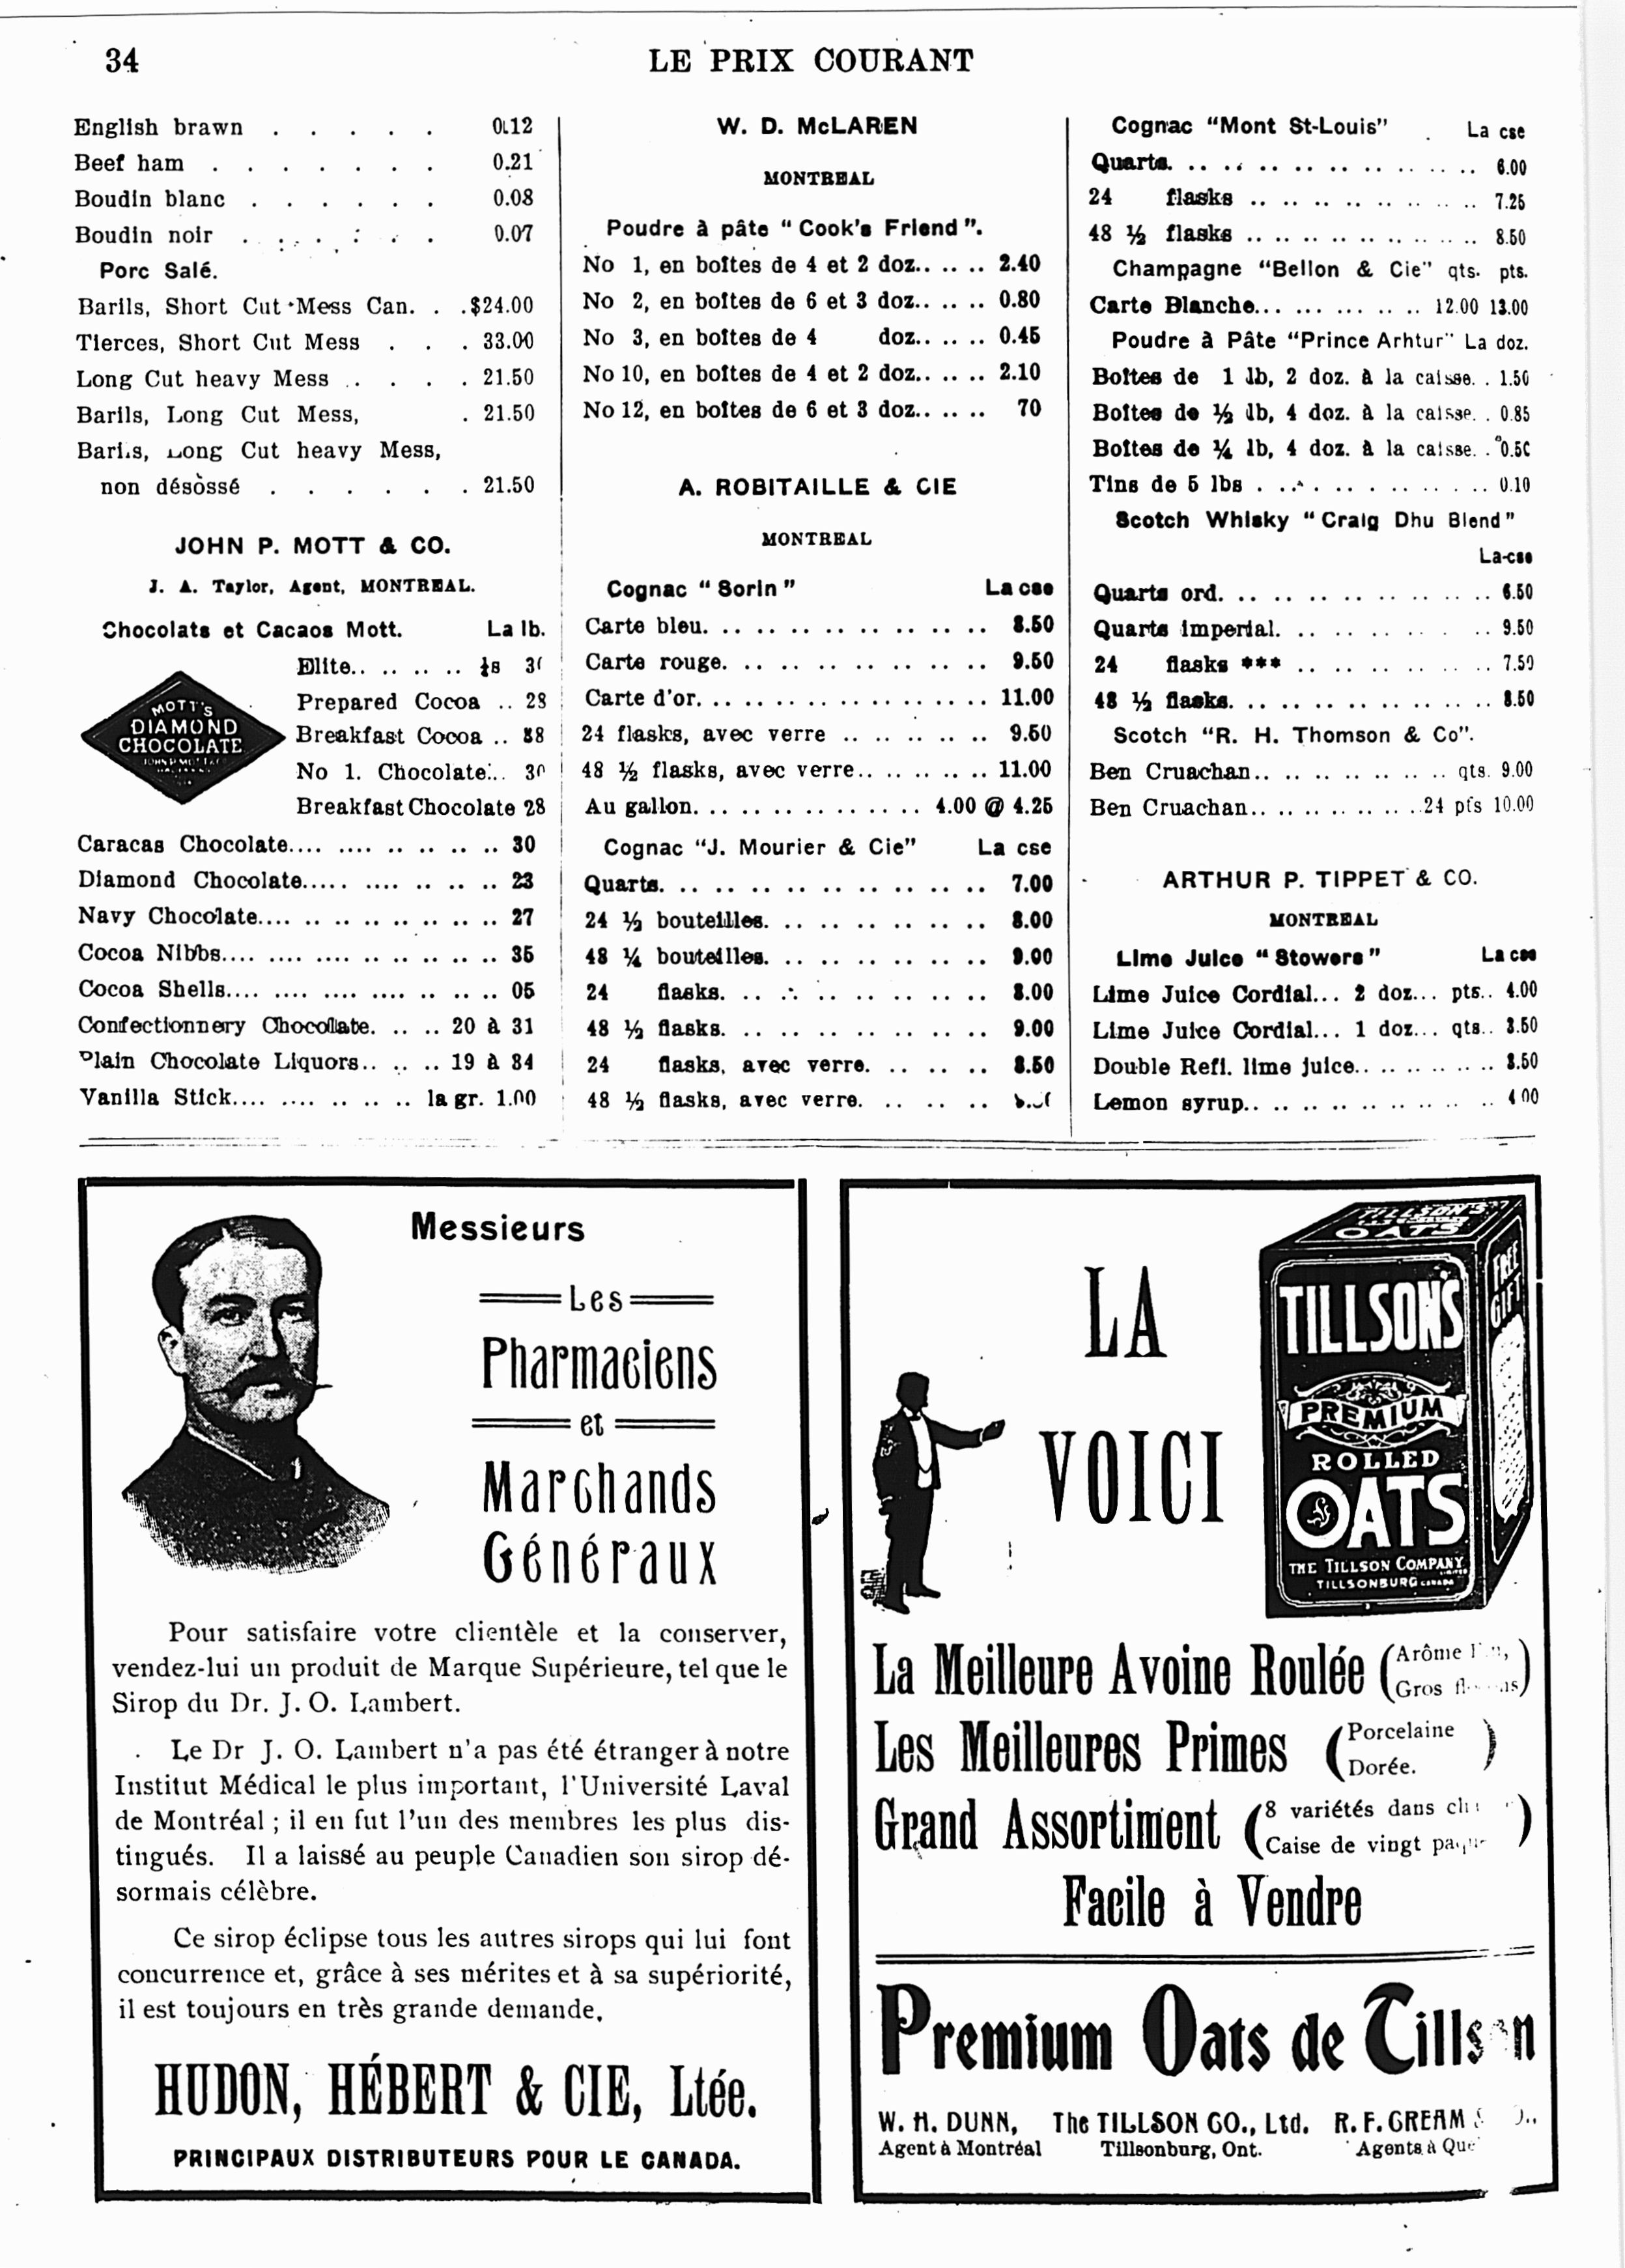 34
LE PRIX COURANT
English brawn . . . . . 0.12
Beef ham . . . . . . . 0.21
Boudin blanc . . . . . . 0.08
Boudin noir . . . . . . 0.07
Porc Salé.
Barils, Short Cut Mess Can. . .$24.00
Tierces, Short Cut Mess . . . 33.00
Long Cut heavy Mess . . . . 21.50
Barils, Long Cut Mess, . 21.50
Barils, Long Cut heavy Mess,
non désossé . . . . . . 21.50
JOHN P. MOTT & CO.
J. A. Taylor, Agent, MONTREAL.
Chocolats et Cacaos Mott. La lb.
MOTT'S
DIAMOND
CHOCOLATE
Elite.. .. .. .. ½s
Prepared Cocoa .. 28
Breakfast Cocoa .. 38
No 1. Chocolate..
Breakfast Chocolate 28
Caracas Chocolate.... .... .. .. .. .. 30
Diamond Chocolate..... .... .. .. .. 23
Navy Chocolate.... .. .. .. .. .. .. 27
Cocoa Nibbs.... .... .... .. .. .. .. 35
Cocoa Shells.... .... .... .... .. .. .. 05
Confectionnery Chocolate. .. .. 20 à 31
Plain Chocolate Liquors.. .. .. 19 à 34
Vanilla Stick.... .... .. .. .. la gr. 1.00
W. D. McLAREN
MONTREAL
Poudre à pâte “ Cook's Friend ”.
No 1, en boîtes de 4 et 2 doz.. .. .. 2.40
No 2, en boîtes de 6 et 3 doz.. .. .. 0.80
No 3, en boîtes de 4 doz.. .. .. 0.45
No 10, en boîtes de 4 et 2 doz.. .. .. 2.10
No 12, en boîtes de 6 et 3 doz.. .. .. 70
A. ROBITAILLE & CIE
MONTREAL
Cognac “ Sorin ” La cse
Carte bleu. .. .. .. .. .. .. .. .. 8.50
Carte rouge. .. .. .. .. .. .. .. 9.50
Carte d'or. .. .. .. .. .. .. .. .. 11.00
24 flasks, avec verre .. .. .. .. .. 9.50
48 ½ flasks, avec verre.. .. .. .. .. 11.00
Au gallon. .. .. .. .. .. .. .. 4.00 @ 4.25
Cognac “J. Mourier & Cie” La cse
Quarts. .. .. .. .. .. .. .. .. .. 7.00
24 ½ bouteilles. .. .. .. .. .. .. .. 8.00
48 ¼ bouteilles. .. .. .. .. .. .. .. 9.00
24 flasks. .. .. .. .. .. .. .. .. 8.00
48 ½ flasks. .. .. .. .. .. .. .. .. 9.00
24 flasks, avec verre. .. .. .. .. 8.50
48 ½ flasks, avec verre. .. .. .. ..
Cognac “Mont St-Louis” La cse
Quarts. .. .. .. .. .. .. .. .. .. .. 6.00
24 flasks .. .. .. .. .. .. .. .. 7.25
48 ½ flasks .. .. .. .. .. .. .. .. 8.50
Champagne “Bellon & Cie” qts. pts.
Carte Blanche... ... ... .. .. 12.00 13.00
Poudre à Pâte “Prince Arhtur” La doz.
Boîtes de 1 lb, 2 doz. à la caisse. . 1.50
Boîtes de ½ lb, 4 doz. à la caisse. . 0.85
Boîtes de ¼ lb, 4 doz. à la caisse. . 0.50
Tins de 5 lbs . .. . .. .. .. .. .. .. 0.10
Scotch Whisky “ Craig Dhu Blend ”
La cse
Quarts ord. .. .. .. .. .. .. .. .. 6.50
Quarts imperial. .. .. .. .. .. .. 9.50
24 flasks *** .. .. .. .. .. .. .. 7.50
48 ½ flasks. .. .. .. .. .. .. .. .. 8.50
Scotch “R. H. Thomson & Co”.
Ben Cruachan.. .. .. .. .. .. .. qts. 9.00
Ben Cruachan.. .. .. .. .. .. .24 pts 10.00
ARTHUR P. TIPPET & CO.
MONTREAL
Lime Juice “ Stowers ” La cse
Lime Juice Cordial... 2 doz... pts.. 4.00
Lime Juice Cordial... 1 doz... qts.. 3.50
Double Refi. lime juice.. .. .. .. .. 3.50
Lemon syrup.. .. .. .. .. .. .. .. 4 00
Messieurs
Les
Pharmaciens
et
Marchands
Généraux
Pour satisfaire votre clientèle et la conserver,
vendez-lui un produit de Marque Supérieure, tel que le
Sirop du Dr. J. O. Lambert.
Le Dr J. O. Lambert n'a pas été étranger à notre
Institut Médical le plus important, l'Université Laval
de Montréal ; il en fut l'un des membres les plus dis-
tingués. Il a laissé au peuple Canadien son sirop dé-
sormais célèbre.
Ce sirop éclipse tous les autres sirops qui lui font
concurrence et, grâce à ses mérites et à sa supériorité,
il est toujours en très grande demande.
HUDON, HÉBERT & CIE, Ltée.
PRINCIPAUX DISTRIBUTEURS POUR LE CANADA.
LA
VOICI
TILLSON'S
OATS
FREE
GIFT
TILLSON'S
PREMIUM
ROLLED
OATS
THE TILLSON COMPANY
LIMITED
TILLSONBURG CANADA
La Meilleure Avoine Roulée (Arôme
Gros
Les Meilleures Primes (Porcelaine
Dorée.)
Grand Assortiment (8 variétés dans
Caise de vingt
Facile à Vendre
Premium Oats de Tillson
W. H. DUNN, The TILLSON CO., Ltd. R. F. CREAM
Agent à Montréal Tillsonburg, Ont. Agents à